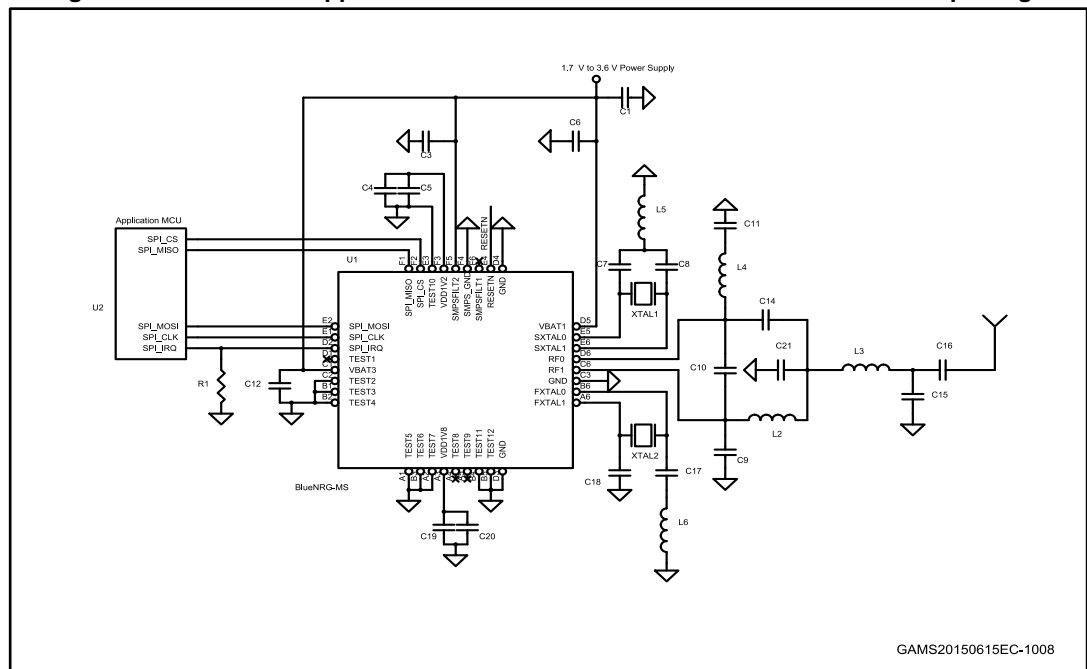 1.7 V to 3.6 V Power Supply
C1
C6
C3
C4
C5
L5
C11
Application MCU
SPI_CS
SPI_MISO
U2
SPI_MOSI
SPI_CLK
SPI_IRQ
R1
C12
U1
RESETN
F1
F2
E3
F3
F5
F4
F6
E4
D4
SPI_MISO
SPI_CS
TEST10
VDD1V2
SMPSFILT2
SMPS_GND
SMPSFILT1
RESETN
GND
E2
E1
D2
C1
C2
B1
B2
SPI_MOSI
SPI_CLK
SPI_IRQ
TEST1
VBAT3
TEST2
TEST3
TEST4
VBAT1
SXTAL0
SXTAL1
RF0
RF1
GND
FXTAL0
FXTAL1
D5
E5
E6
D6
C6
C3
B6
A6
TEST5
TEST6
TEST7
VDD1V8
TEST8
TEST9
TEST11
TEST12
GND
A1
A2
BlueNRG-MS
C19
C20
C7
C8
XTAL1
L4
C14
C10
C21
L3
C16
C15
L2
C9
XTAL2
C18
C17
L6
GAMS20150615EC-1008